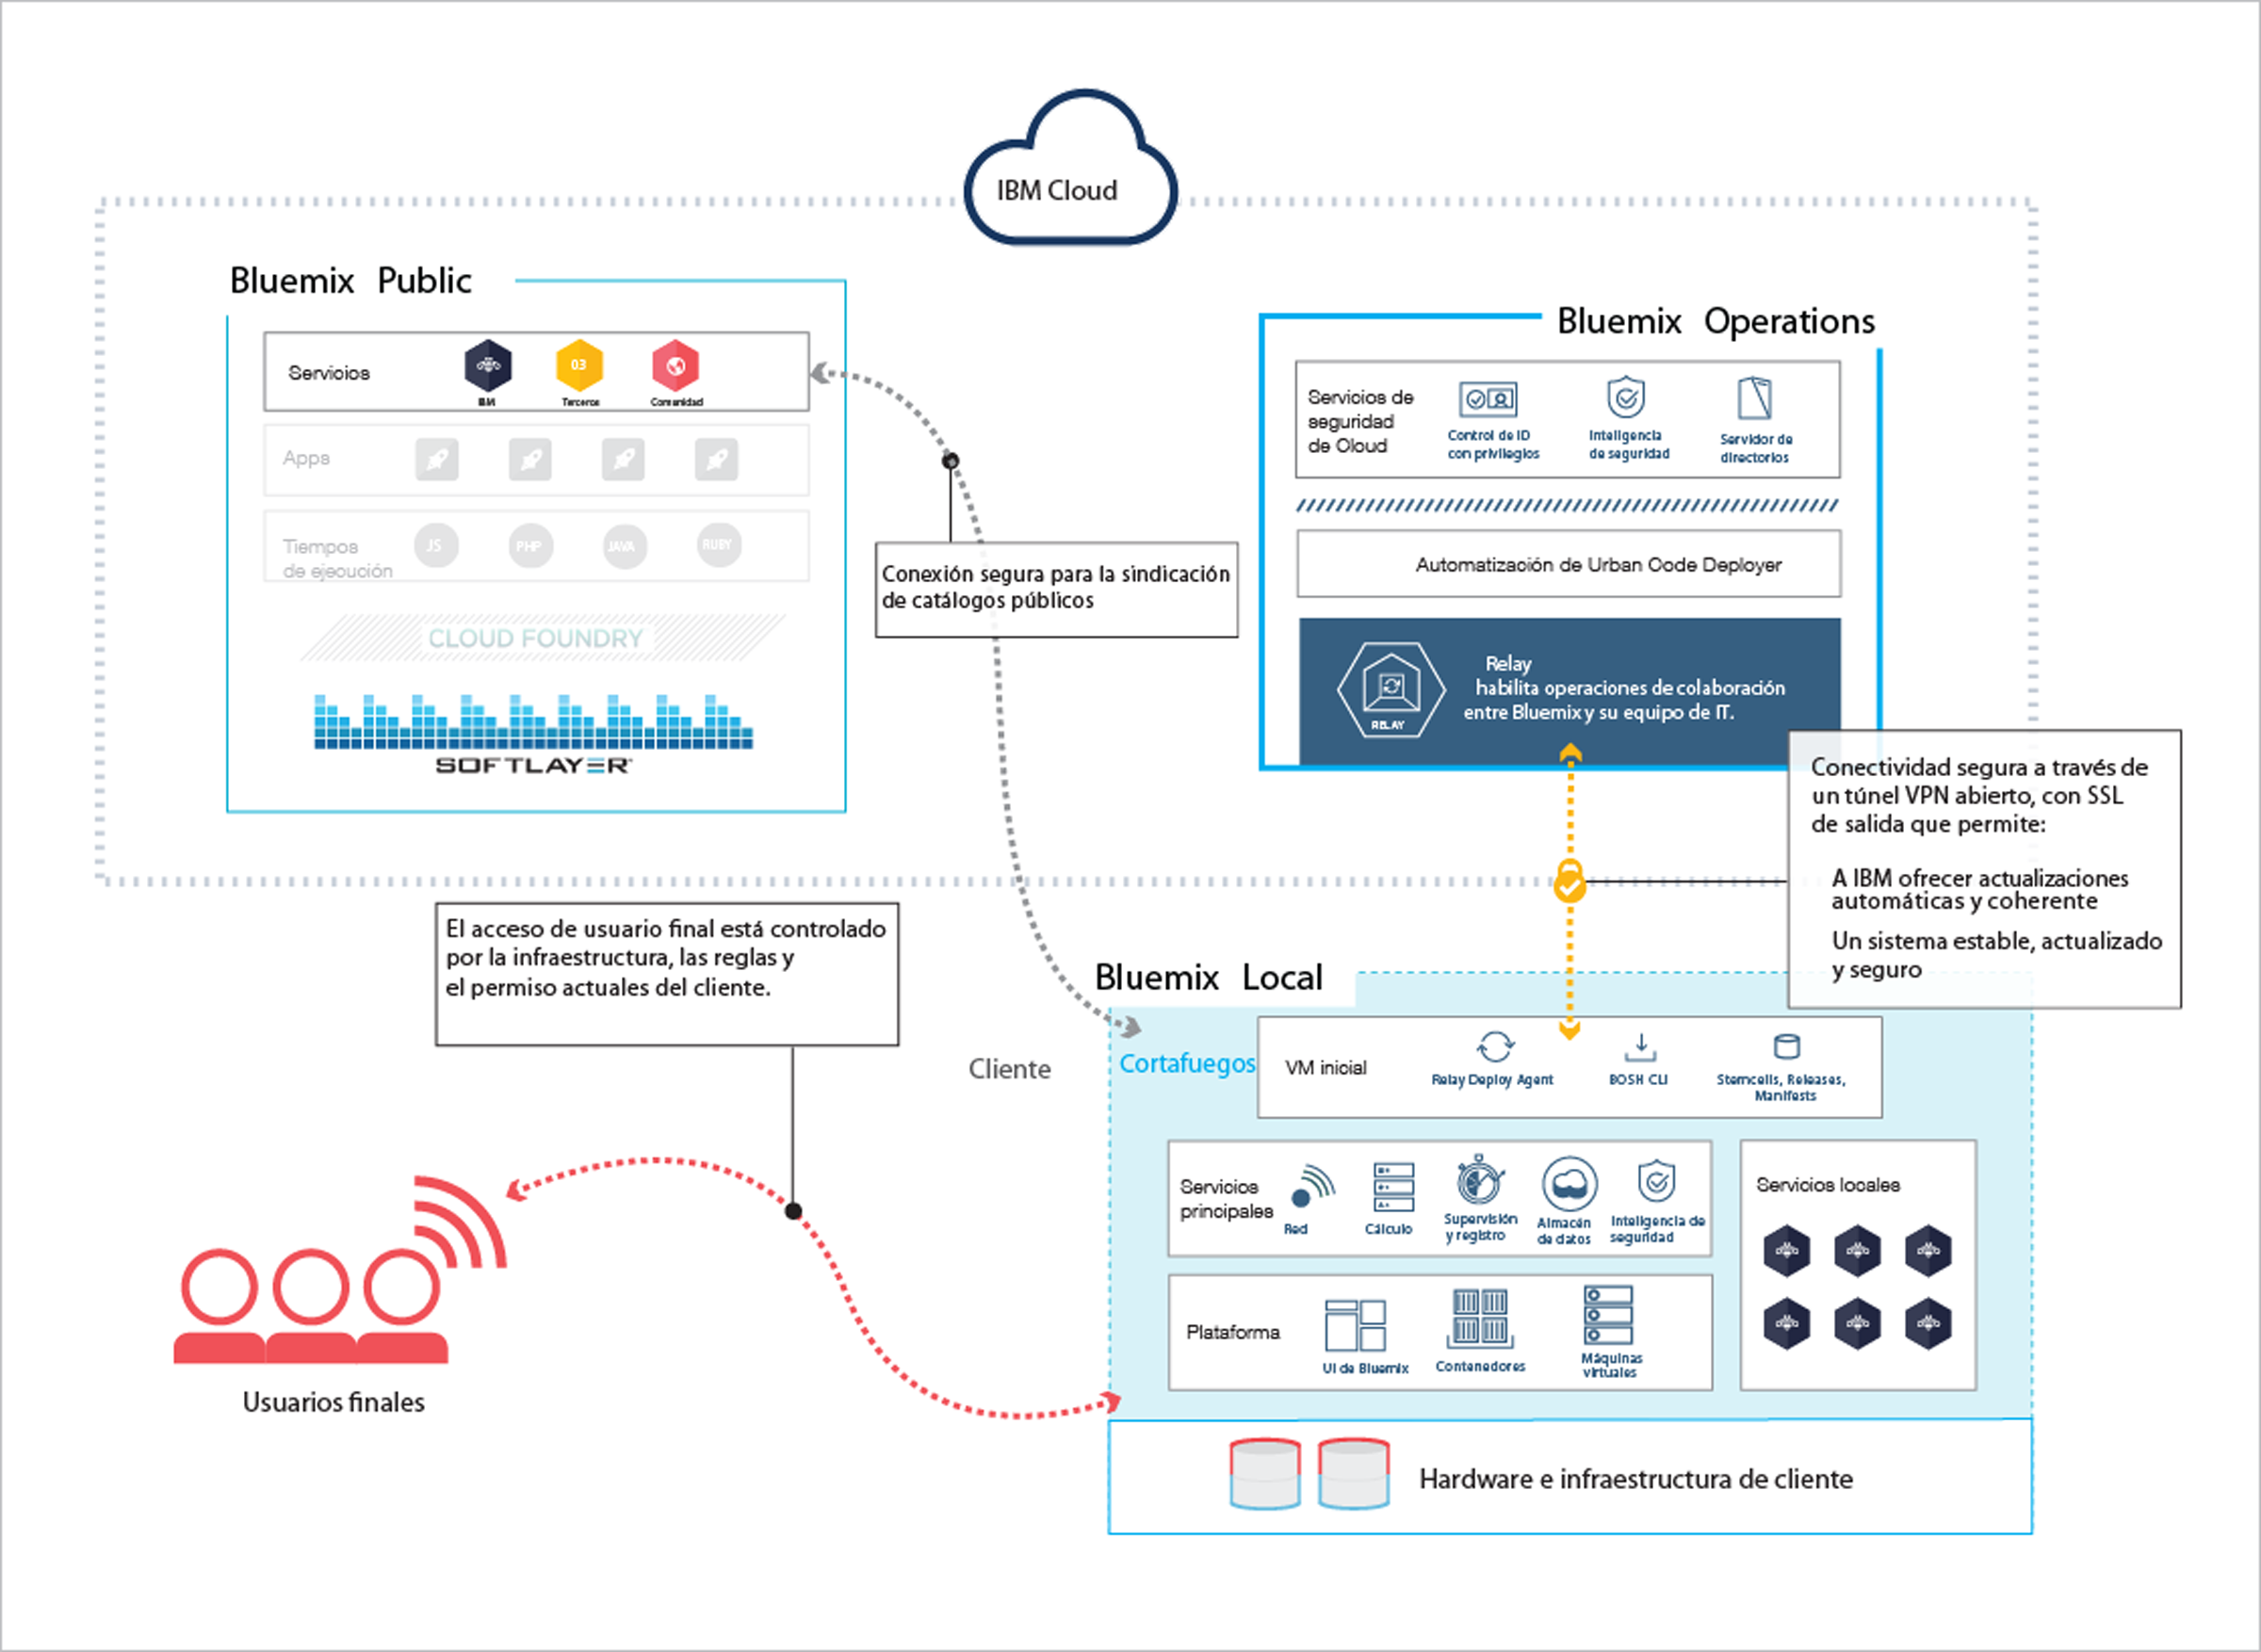 IBM Cloud
Bluemix Public
Servicios
IBM
03
Terceros
Comunidad
Apps
Tiempos
de ejecución
JS
PHP
JAVA
RUBY
CLOUD FOUNDRY
SOFTLAYER
Conexión segura para la sindicación
de catálogos públicos
Bluemix Operations
Servicios de
seguridad
de Cloud
Control de ID
con privilegios
Inteligencia
de seguridad
Servidor de
directorios
Automatización de Urban Code Deployer
RELAY
Relay
habilita operaciones de colaboración
entre Bluemix y su equipo de IT.
Conectividad segura a través de
un túnel VPN abierto, con SSL
de salida que permite:
A IBM ofrecer actualizaciones
automáticas y coherente
Un sistema estable, actualizado
y seguro
El acceso de usuario final está controlado
por la infraestructura, las reglas y
el permiso actuales del cliente.
Cliente
Usuarios finales
Bluemix Local
Cortafuegos
VM inicial
Relay Deploy Agent
BOSH CLI
Stemcells, Releases,
Manifests
Servicios
principales
Red
Cálculo
Supervisión
y registro
Almacén
de datos
Inteligencia de
seguridad
Servicios locales
Plataforma
UI de Bluemix
Contenedores
Máquinas
virtuales
Hardware e infraestructura de cliente